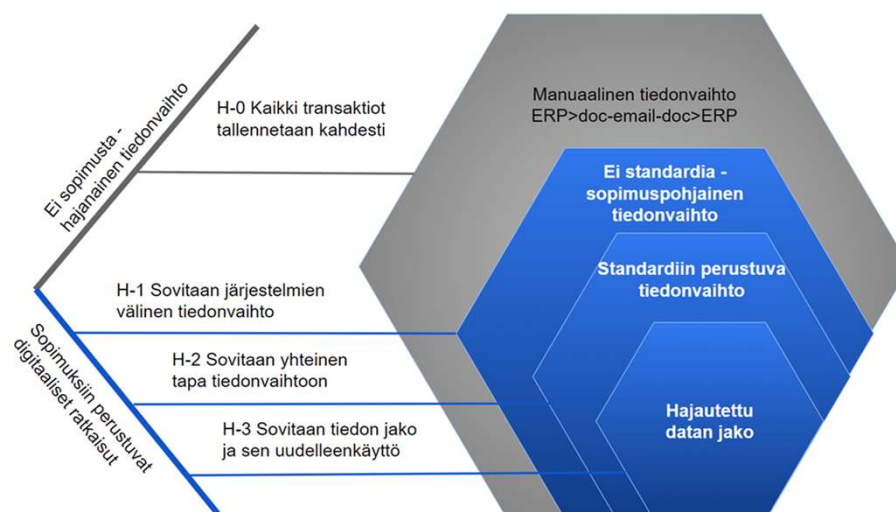 Ei sopimusta -
hajanainen tiedonvaihto
H-0 Kaikki transaktiot
tallennetaan kahdesti
Manuaalinen tiedonvaihto
ERP>doc-email-doc>ERP
Ei standardia -
sopimuspohjainen
tiedonvaihto
Standardiin perustuva
tiedonvaihto
H-1 Sovitaan järjestelmien
välinen tiedonvaihto
H-2 Sovitaan yhteinen
tapa tiedonvaihtoon
H-3 Sovitaan tiedon jako
ja sen uudelleenkäyttö
Hajautettu
datan jako
Sopimuksiin perustuvat
digitaaliset ratkaisut